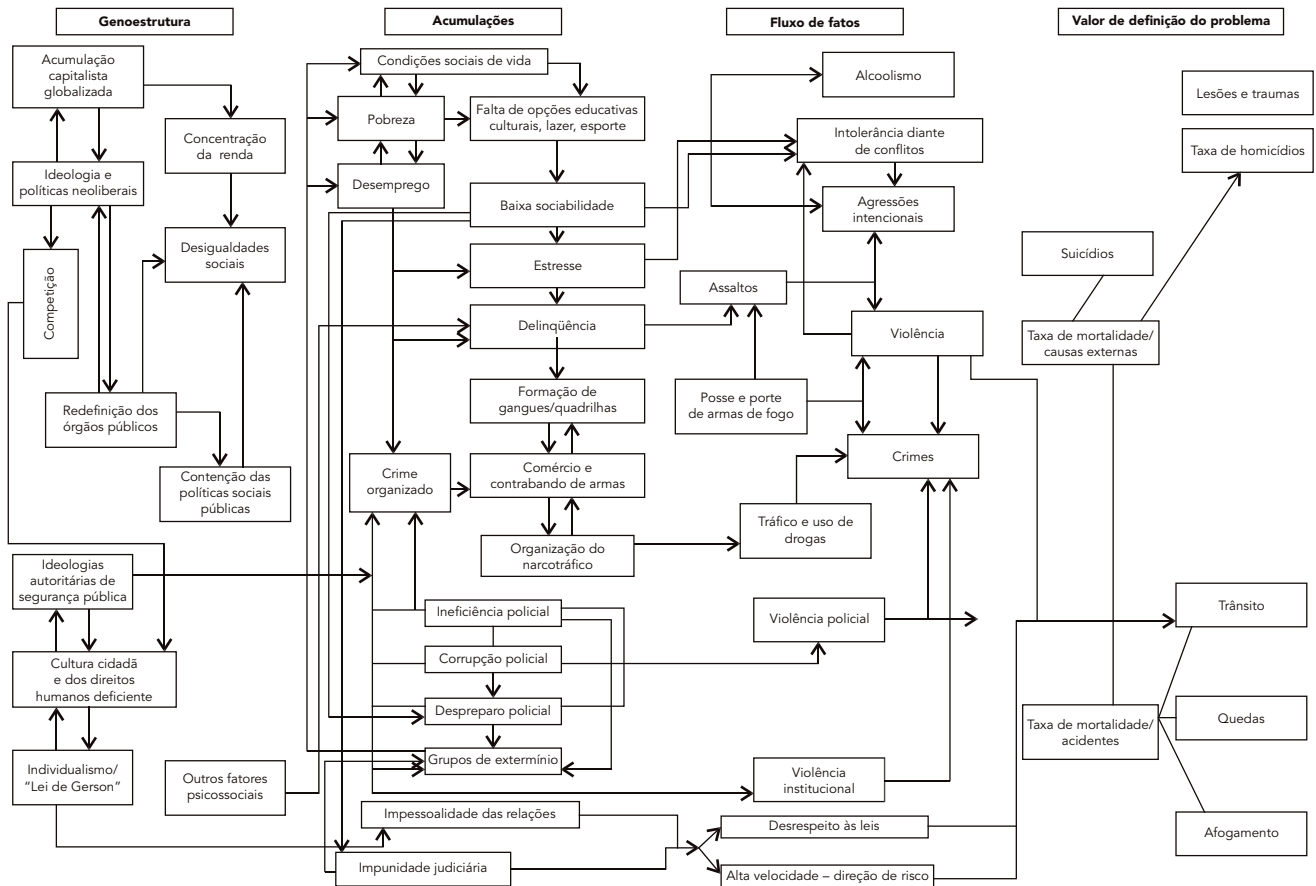 Genoestrutura
Acumulações
Fluxo de fatos
Valor de definição do problema
Acumulação
capitalista
globalizada
Concentração
da renda
Ideologia e
políticas neoliberais
Desigualdades
sociais
Competição
Redefinição dos
órgãos públicos
Contenção das
políticas sociais
públicas
Ideologias
autoritárias de
segurança pública
Cultura cidadã
e dos direitos
humanos deficiente
Individualismo/
"Lei de Gerson"
Outros fatores
psicossociais
Condições sociais de vida
Pobreza
Falta de opções educativas
culturais, lazer, esporte
Desemprego
Baixa sociabilidade
Estresse
Delinqüência
Formação de
gangues/quadrilhas
Crime
organizado
Comércio e
contrabando de armas
Organização do
narcotráfico
Ineficiência policial
Corrupção policial
Despreparo policial
Grupos de extermínio
Impessoalidade das relações
Impunidade judiciária
Alcoolismo
Intolerância diante
de conflitos
Agressões
intencionais
Assaltos
Violência
Posse e porte
de armas de fogo
Crimes
Tráfico e uso de
drogas
Violência policial
Violência
institucional
Desrespeito às leis
Alta velocidade – direção de risco
Lesões e traumas
Taxa de homicídios
Suicídios
Taxa de mortalidade/
causas externas
Trânsito
Taxa de mortalidade/
acidentes
Quedas
Afogamento